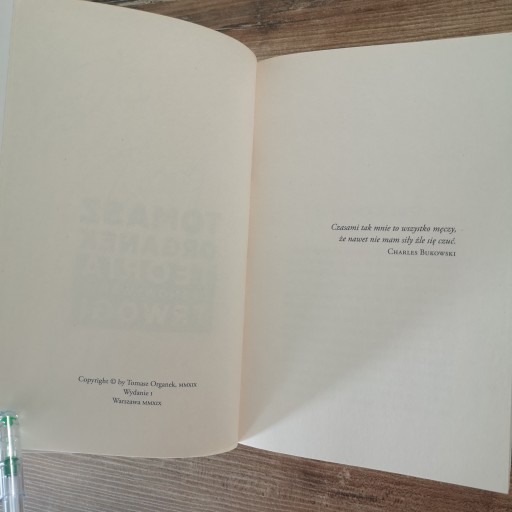 Copyright © by Tomasz Organek, MMXIX
Wydanie I
Warszawa MMXIX
Czasami tak mnie to wszystko męczy,
że nawet nie mam siły źle się czuć.
Charles Bukowski